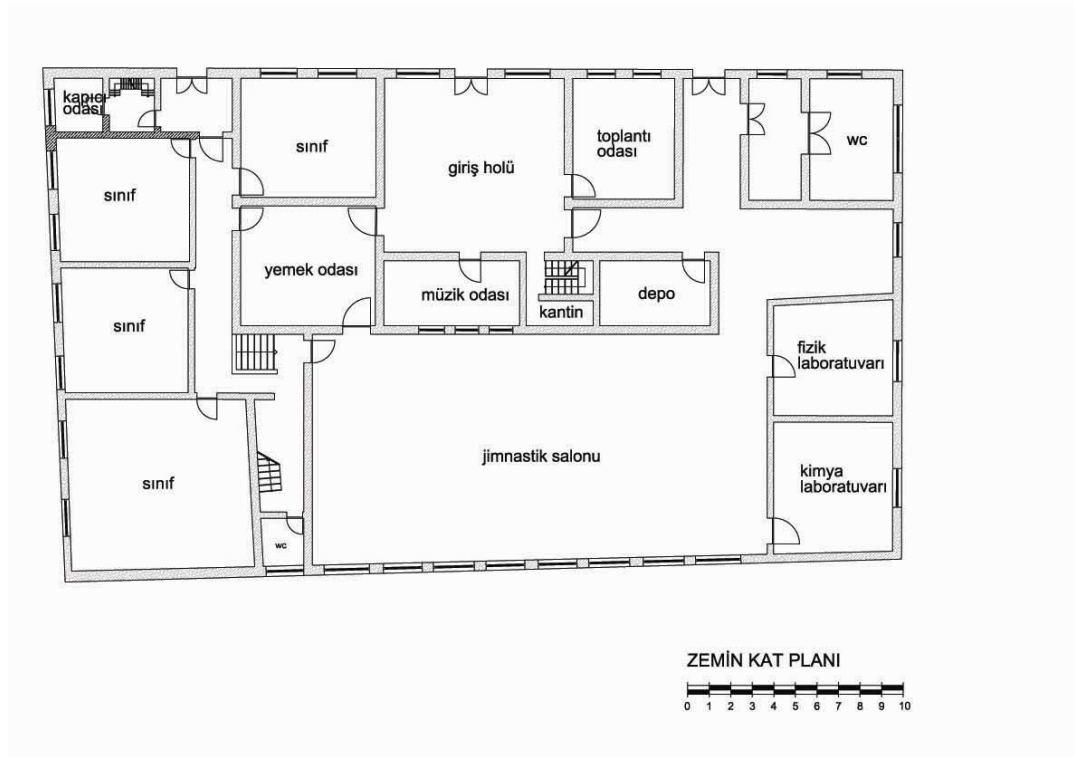 kapıcı
odası
sınıf
giriş holü
toplantı
odası
wc
sınıf
yemek odası
müzik odası
kantin
depo
sınıf
fizik
laboratuvarı
jimnastik salonu
kimya
laboratuvarı
sınıf
wc
ZEMİN KAT PLANI
0 1 2 3 4 5 6 7 8 9 10